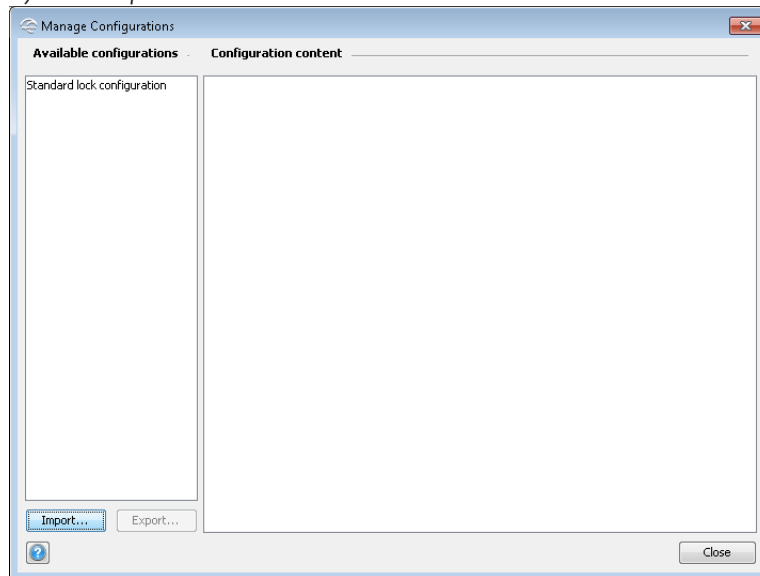 Manage Configurations
Available configurations
Configuration content
Standard lock configuration
Import...
Export...
?
Close